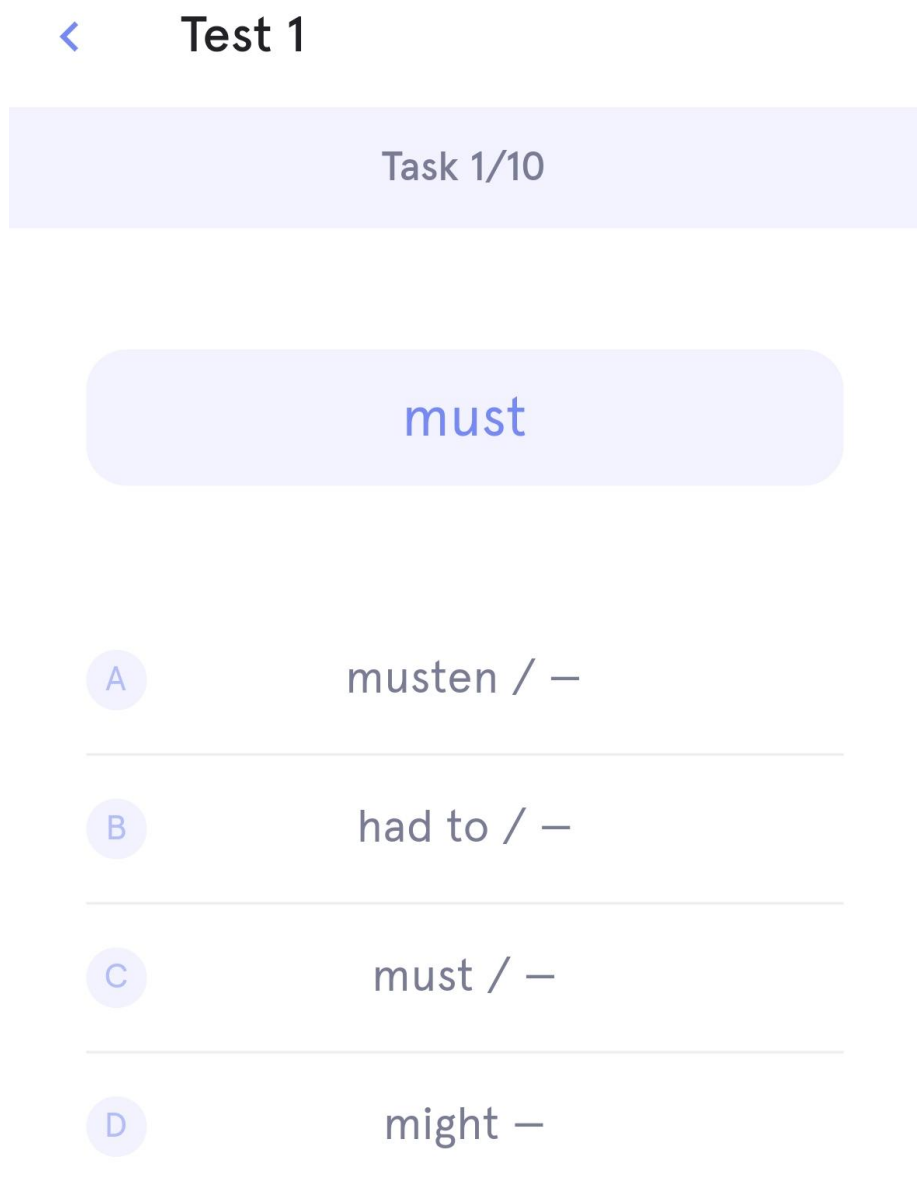 Test 1
Task 1/10
must
A musten / —
B had to / —
C must / —
D might —